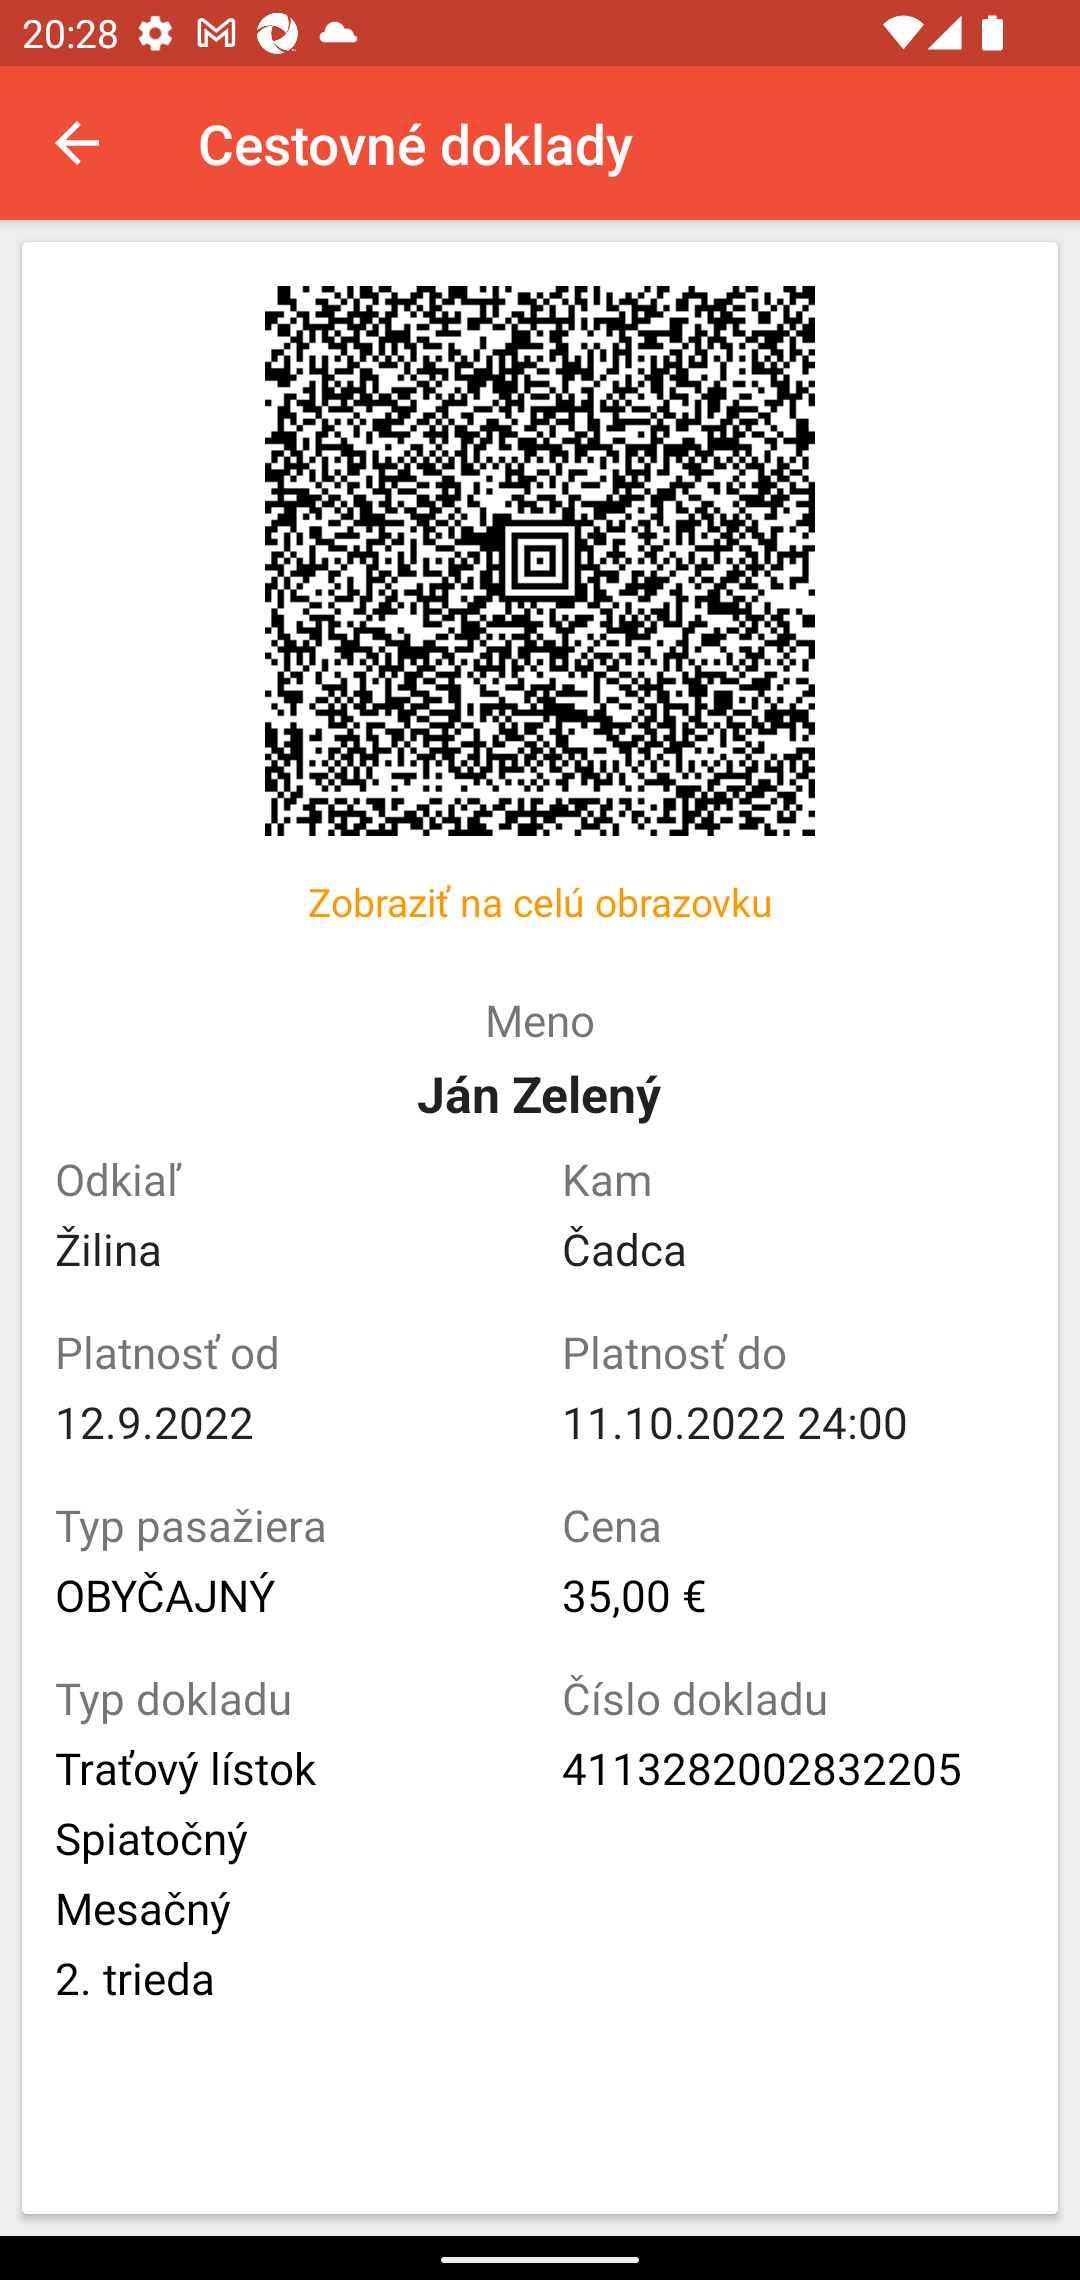 20:28
Cestovné doklady
Zobraziť na celú obrazovku
Meno
Ján Zelený
Odkiaľ
Kam
Žilina
Čadca
Platnosť od
Platnosť do
12.9.2022
11.10.2022 24:00
Typ pasažiera
Cena
OBYČAJNÝ
35,00 €
Typ dokladu
Číslo dokladu
Traťový lístok
4113282002832205
Spiatočný
Mesačný
2. trieda